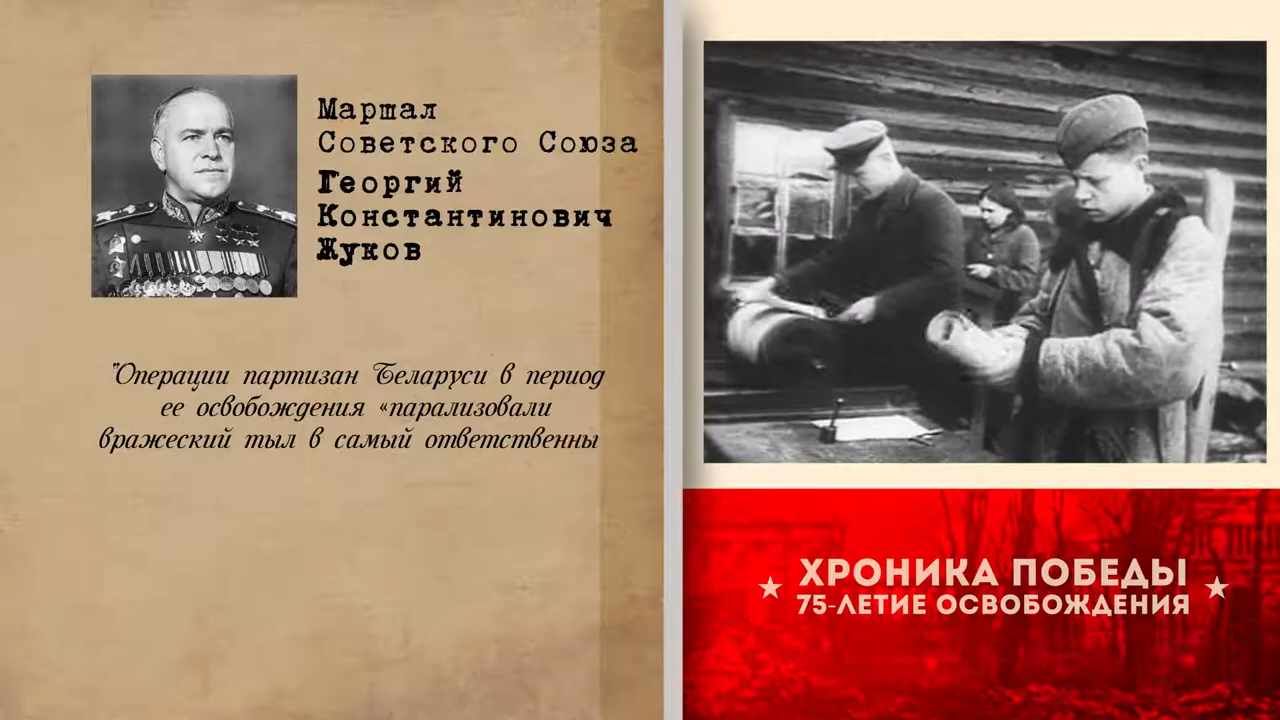 Маршал
Советского Союза
Георгий
Константинович
Жуков
"Операции партизан Беларуси в период
ее освобождения «парализовали
вражеский тыл в самый ответственны
ХРОНИКА ПОБЕДЫ
75-ЛЕТИЕ ОСВОБОЖДЕНИЯ